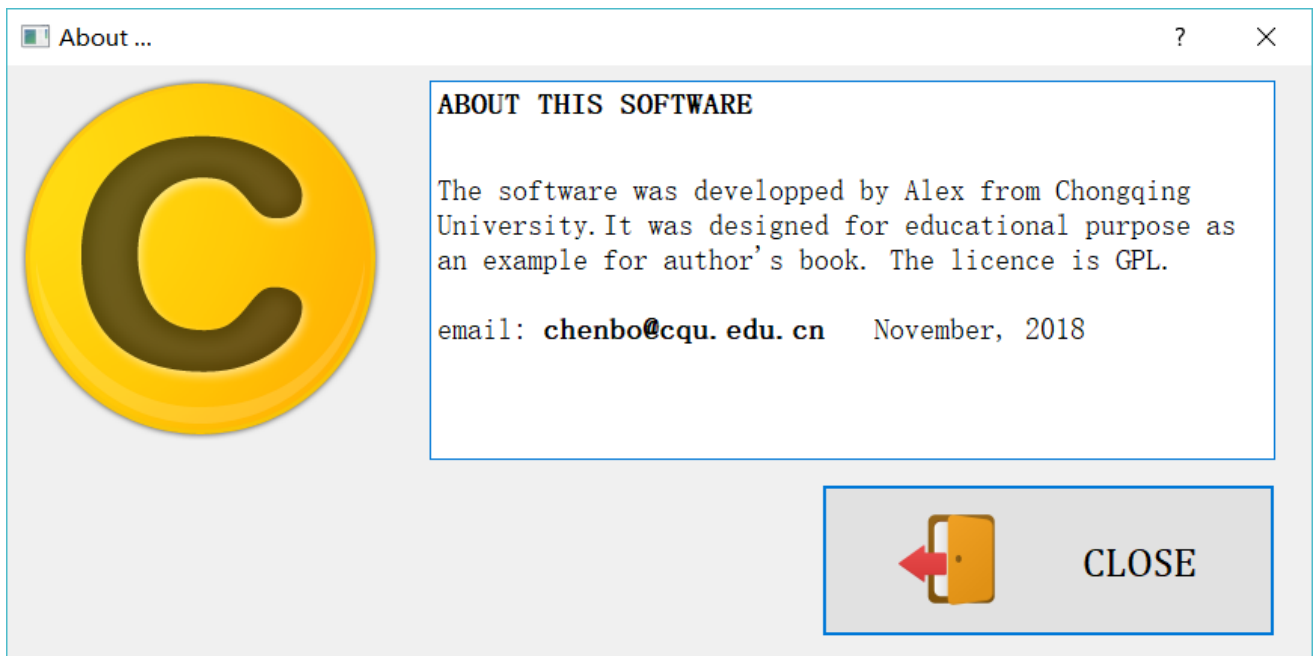 About ...
?
C
ABOUT THIS SOFTWARE
The software was developped by Alex from Chongqing
University.It was designed for educational purpose as
an example for author's book. The licence is GPL.
email: chenbo@cqu.edu.cn November, 2018
CLOSE